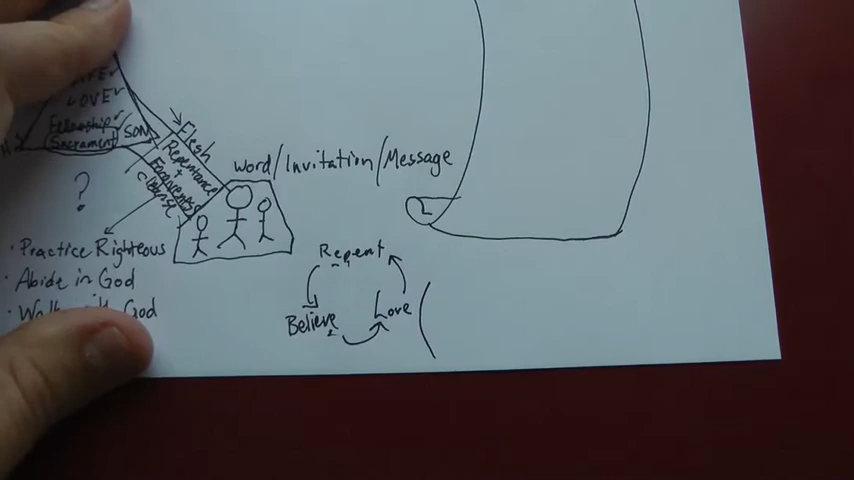 LOVE
Fellowship
Sacrament
SON
Flesh
Repentance
+
Forgiveness
Cleanse
?
Word/Invitation/Message
• Practice Righteous
• Abide in God
God
Repent
Believe
Love